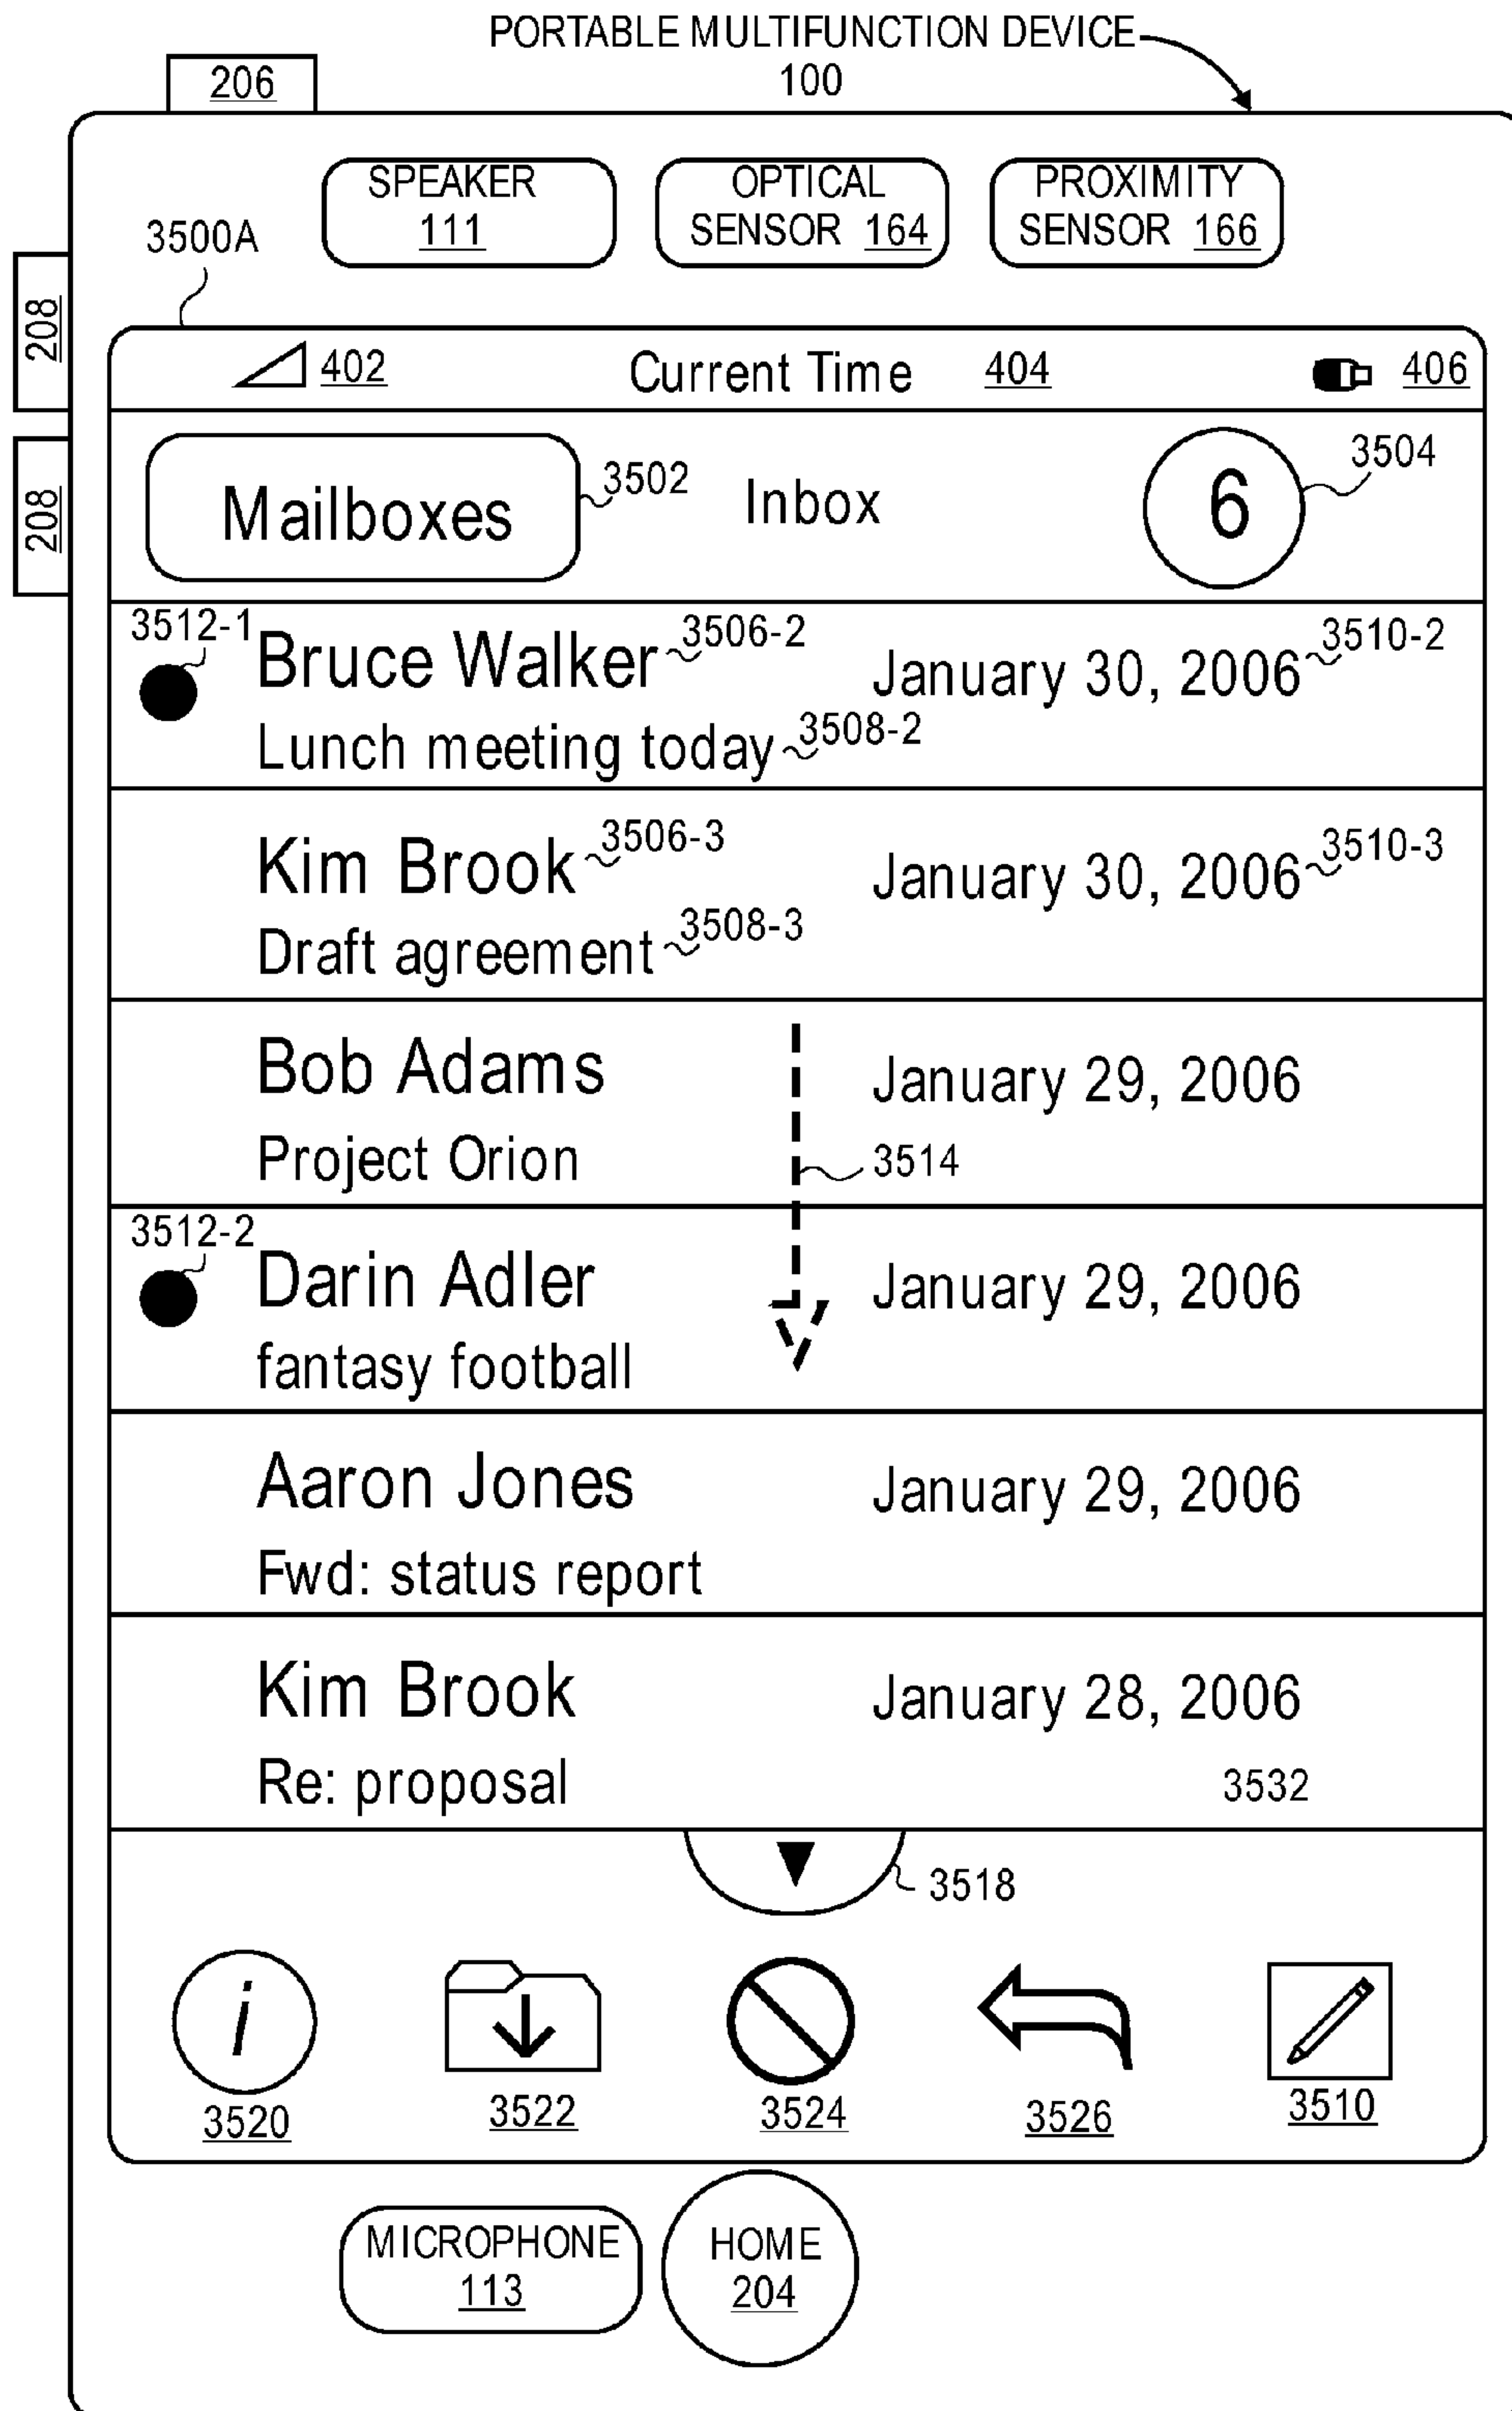 PORTABLE MULTIFUNCTION DEVICE
100
206
SPEAKER
111
OPTICAL
SENSOR 164
PROXIMITY
SENSOR 166
3500A
208
208
402 Current Time 404 406
Mailboxes 3502 Inbox 6 3504
3512-1 Bruce Walker 3506-2 January 30, 2006 3510-2
Lunch meeting today 3508-2
Kim Brook 3506-3 January 30, 2006 3510-3
Draft agreement 3508-3
Bob Adams January 29, 2006
Project Orion 3514
3512-2 Darin Adler January 29, 2006
fantasy football
Aaron Jones January 29, 2006
Fwd: status report
Kim Brook January 28, 2006
Re: proposal 3532
3518
i
3520 3522 3524 3526 3510
MICROPHONE
113
HOME
204